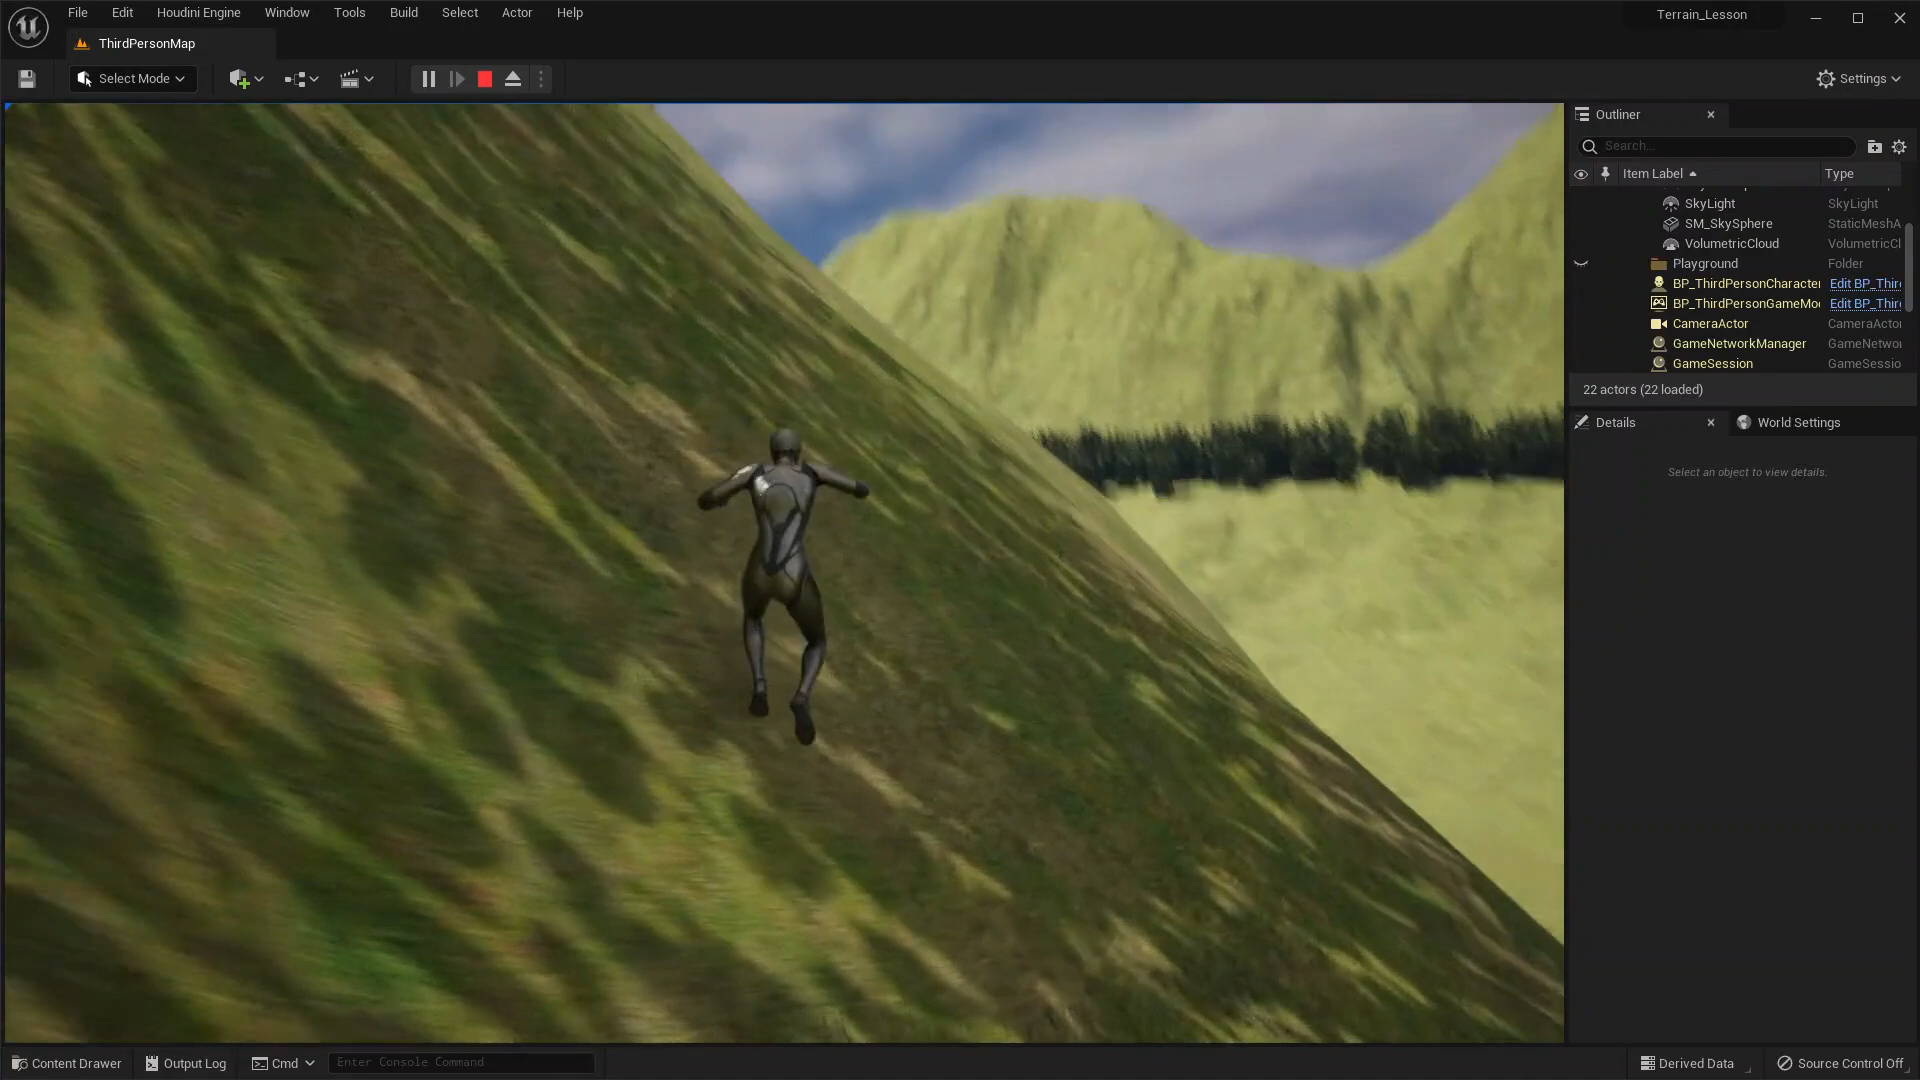 File Edit Houdini Engine Window Tools Build Select Actor Help
Terrain_Lesson
ThirdPersonMap
Select Mode
Settings
Outliner
Search...
Item Label Type
SkyLight SkyLight
SM_SkySphere StaticMeshA
VolumetricCloud VolumetricCl
Playground Folder
BP_ThirdPersonCharacter Edit BP_Thir
BP_ThirdPersonGameMo Edit BP_Thir
CameraActor CameraActo
GameNetworkManager GameNetwo
GameSession GameSessio
22 actors (22 loaded)
Details World Settings
Select an object to view details.
Content Drawer Output Log Cmd Enter Console Command
Derived Data Source Control Off